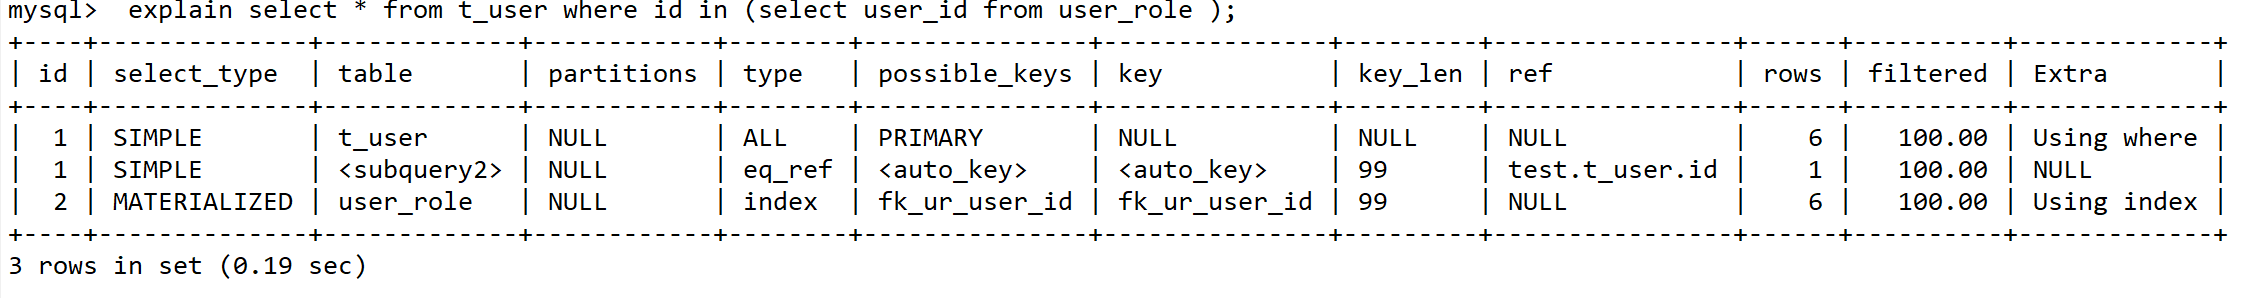 mysql>  explain select * from t_user where id in (select user_id from user_role );
+----+--------------+-------------+------------+--------+---------------+--------------+---------+----------------+------+----------+-------------+
| id | select_type  | table       | partitions | type   | possible_keys | key          | key_len | ref            | rows | filtered | Extra       |
+----+--------------+-------------+------------+--------+---------------+--------------+---------+----------------+------+----------+-------------+
|  1 | SIMPLE       | t_user      | NULL       | ALL    | PRIMARY       | NULL         | NULL    | NULL           |    6 |   100.00 | Using where |
|  1 | SIMPLE       | <subquery2> | NULL       | eq_ref | <auto_key>    | <auto_key>   | 99      | test.t_user.id |    1 |   100.00 | NULL        |
|  2 | MATERIALIZED | user_role   | NULL       | index  | fk_ur_user_id | fk_ur_user_id | 99      | NULL           |    6 |   100.00 | Using index |
+----+--------------+-------------+------------+--------+---------------+--------------+---------+----------------+------+----------+-------------+
3 rows in set (0.19 sec)